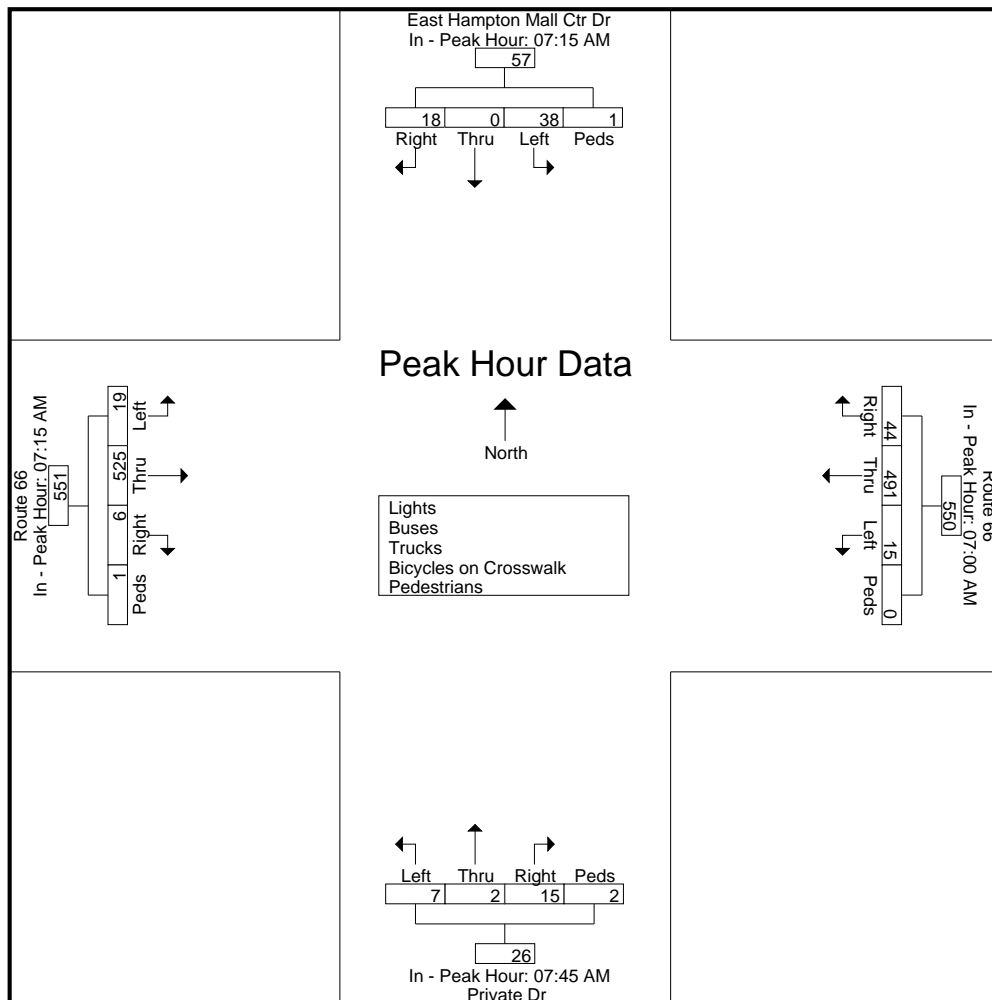 East Hampton Mall Ctr Dr
In - Peak Hour: 07:15 AM
57
18 0 38 1
Right Thru Left Peds
Peak Hour Data
North
Lights
Buses
Trucks
Bicycles on Crosswalk
Pedestrians
Route 66
In - Peak Hour: 07:15 AM
551
19 525 6 1
Left Thru Right Peds
Route 66
In - Peak Hour: 07:00 AM
550
44 491 15 0
Right Thru Left Peds
Left Thru Right Peds
7 2 15 2
26
In - Peak Hour: 07:45 AM
Private Dr